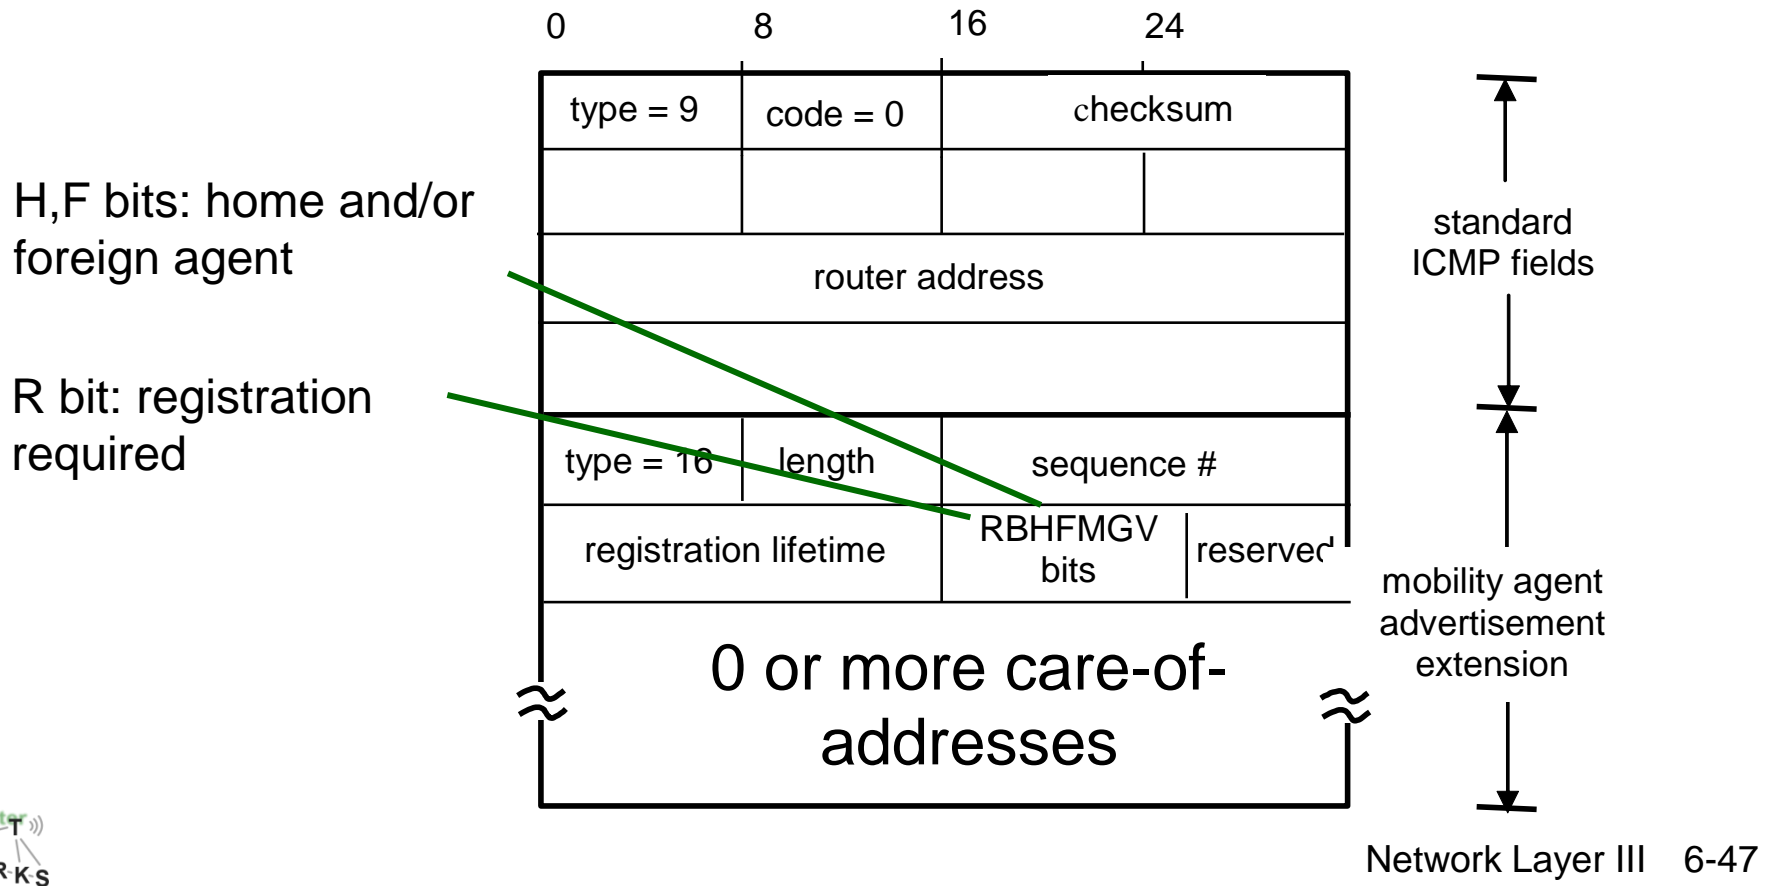 0 8 16 24
type = 9 code = 0 checksum
H,F bits: home and/or
foreign agent
router address
standard
ICMP fields
R bit: registration
required
type = 16 length sequence #
registration lifetime
RBHFMGV
bits
reserved
mobility agent
advertisement
extension
0 or more care-of-
addresses
T
R-K-S
Network Layer III 6-47